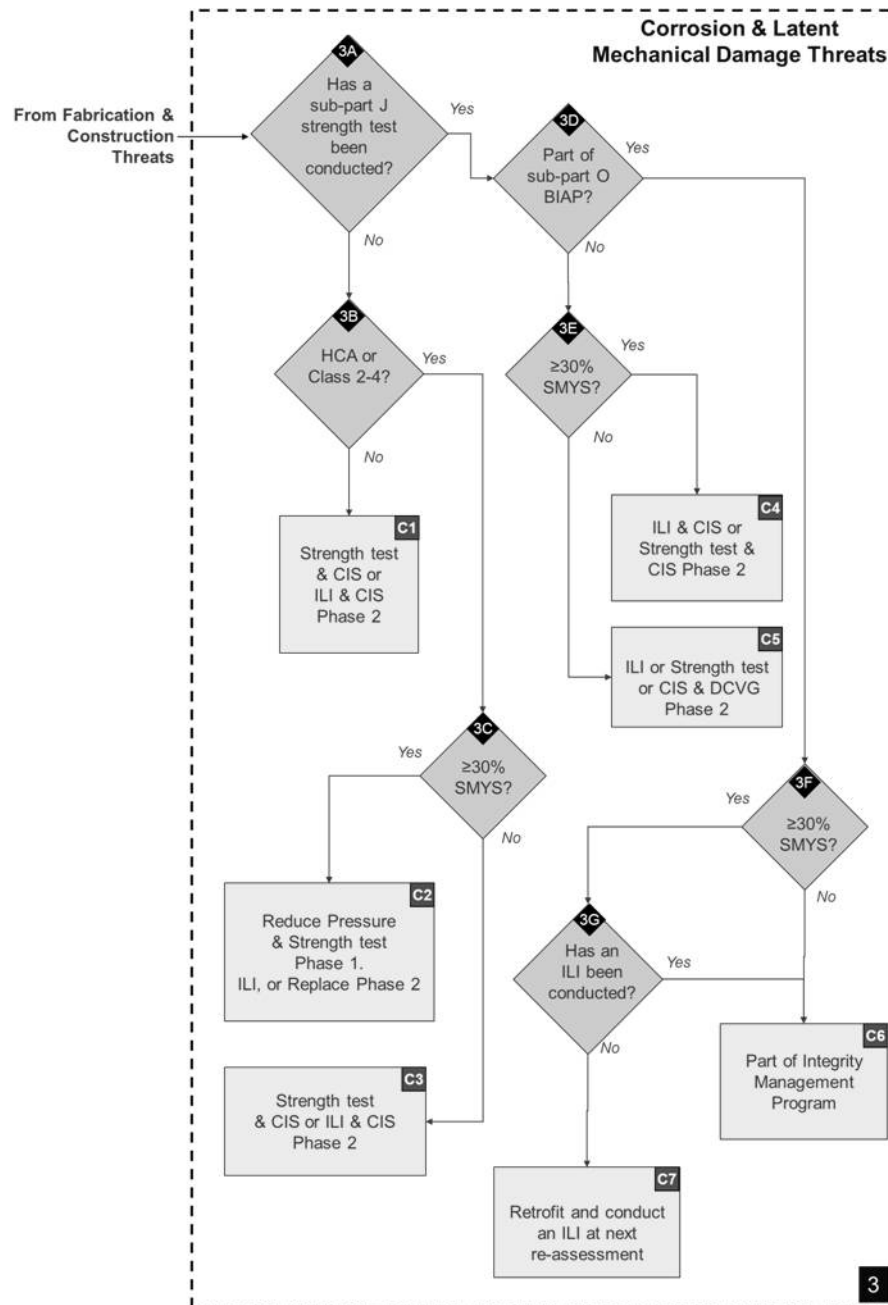 Corrosion & Latent
Mechanical Damage Threats
From Fabrication &
Construction
Threats
3A
Has a
sub-part J
strength test
been
conducted?
Yes
No
3D
Part of
sub-part O
BIAP?
Yes
No
3B
HCA or
Class 2-4?
Yes
No
3E
≥30%
SMYS?
Yes
No
C1
Strength test
& CIS or
ILI & CIS
Phase 2
C4
ILI & CIS or
Strength test &
CIS Phase 2
C5
ILI or Strength test
or CIS & DCVG
Phase 2
3C
≥30%
SMYS?
Yes
No
3F
≥30%
SMYS?
Yes
No
C2
Reduce Pressure
& Strength test
Phase 1.
ILI, or Replace Phase 2
3G
Has an
ILI been
conducted?
Yes
No
C6
Part of Integrity
Management
Program
C3
Strength test
& CIS or ILI & CIS
Phase 2
C7
Retrofit and conduct
an ILI at next
re-assessment
3